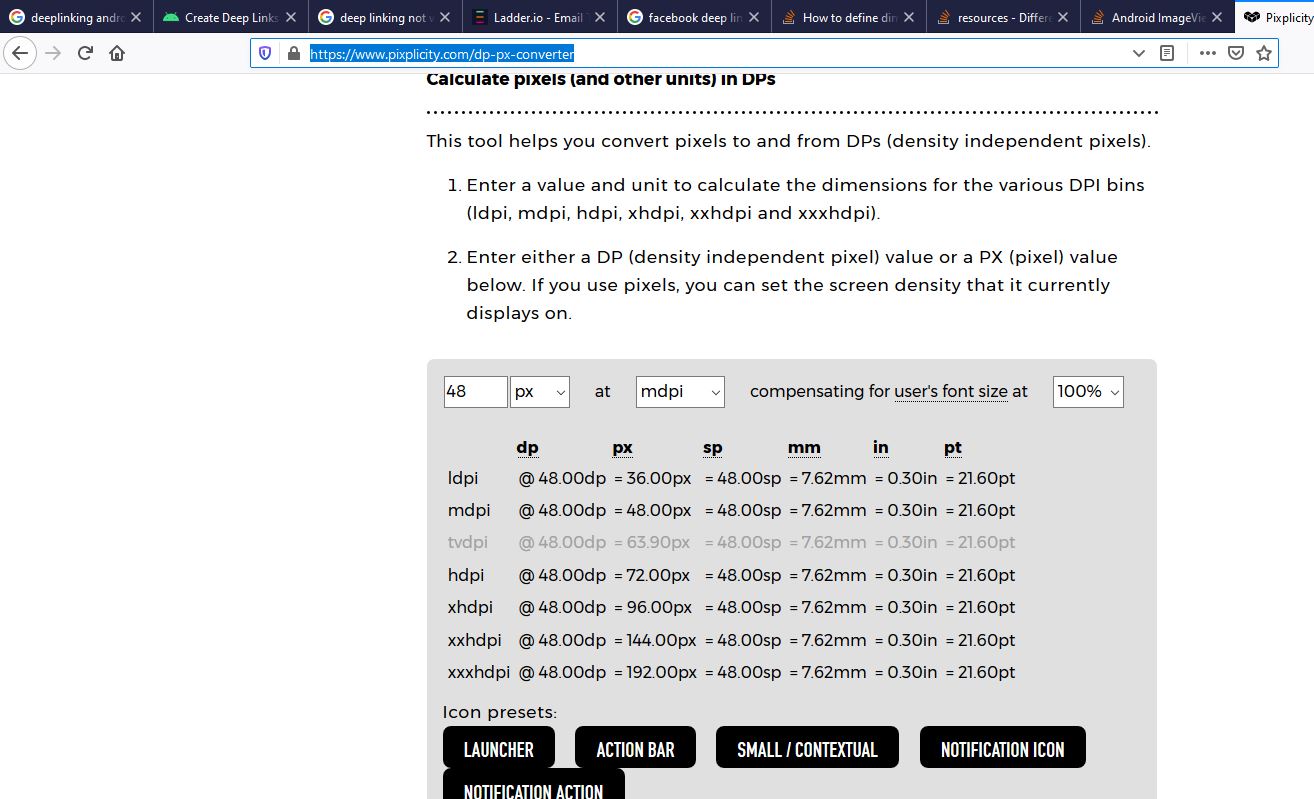 deeplinking andro
Create Deep Links
deep linking not w
Ladder.io - Email T
facebook deep lin
How to define dim
resources - Differe
Android ImageVie
Pixplicity
https://www.pixplicity.com/dp-px-converter
Calculate pixels (and other units) in DPs
This tool helps you convert pixels to and from DPs (density independent pixels).
1. Enter a value and unit to calculate the dimensions for the various DPI bins
(ldpi, mdpi, hdpi, xhdpi, xxhdpi and xxxhdpi).
2. Enter either a DP (density independent pixel) value or a PX (pixel) value
below. If you use pixels, you can set the screen density that it currently
displays on.
48 px at mdpi compensating for user's font size at 100%
dp px sp mm in pt
ldpi @ 48.00dp = 36.00px = 48.00sp = 7.62mm = 0.30in = 21.60pt
mdpi @ 48.00dp = 48.00px = 48.00sp = 7.62mm = 0.30in = 21.60pt
tvdpi @ 48.00dp = 63.90px = 48.00sp = 7.62mm = 0.30in = 21.60pt
hdpi @ 48.00dp = 72.00px = 48.00sp = 7.62mm = 0.30in = 21.60pt
xhdpi @ 48.00dp = 96.00px = 48.00sp = 7.62mm = 0.30in = 21.60pt
xxhdpi @ 48.00dp = 144.00px = 48.00sp = 7.62mm = 0.30in = 21.60pt
xxxhdpi @ 48.00dp = 192.00px = 48.00sp = 7.62mm = 0.30in = 21.60pt
Icon presets:
LAUNCHER ACTION BAR SMALL / CONTEXTUAL NOTIFICATION ICON
NOTIFICATION ACTION